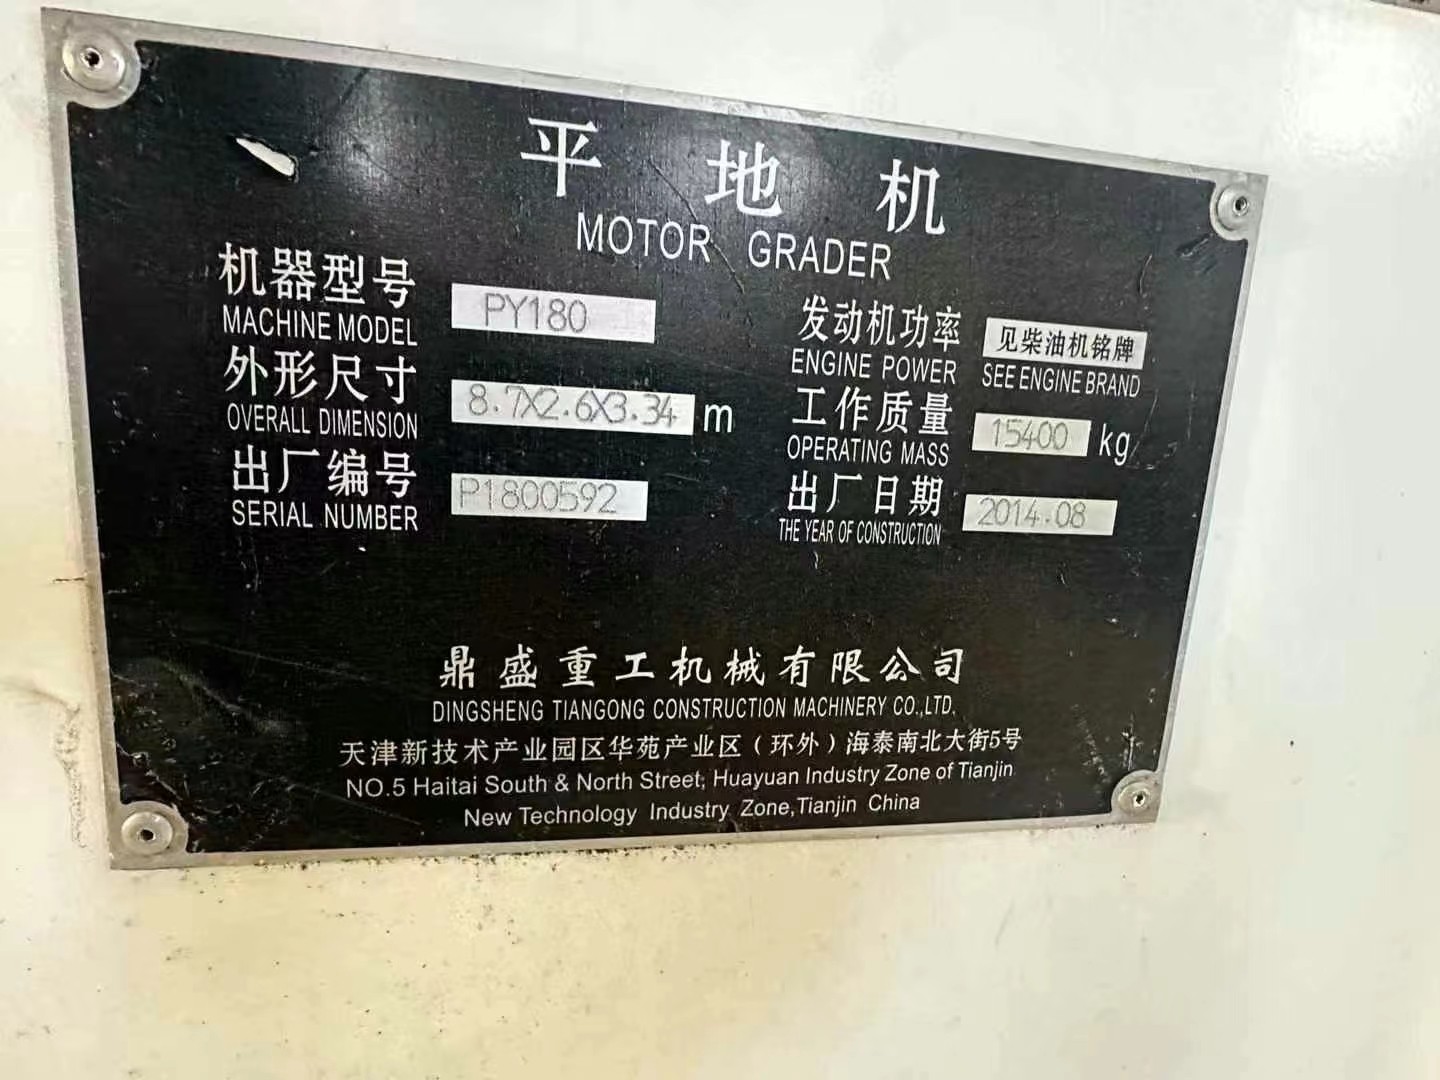 平地机
MOTOR GRADER
机器型号 PY180
MACHINE MODEL
外形尺寸 8.7X2.6X3.34 m
OVERALL DIMENSION
出厂编号 P1800592
SERIAL NUMBER
发动机功率 见柴油机铭牌
ENGINE POWER SEE ENGINE BRAND
工作质量 15400 kg
OPERATING MASS
出厂日期 2014.08
THE YEAR OF CONSTRUCTION
鼎盛重工机械有限公司
DINGSHENG TIANGONG CONSTRUCTION MACHINERY CO.,LTD.
天津新技术产业园区华苑产业区（环外）海泰南北大街5号
NO.5 Haitai South & North Street, Huayuan Industry Zone of Tianjin
New Technology Industry Zone,Tianjin China